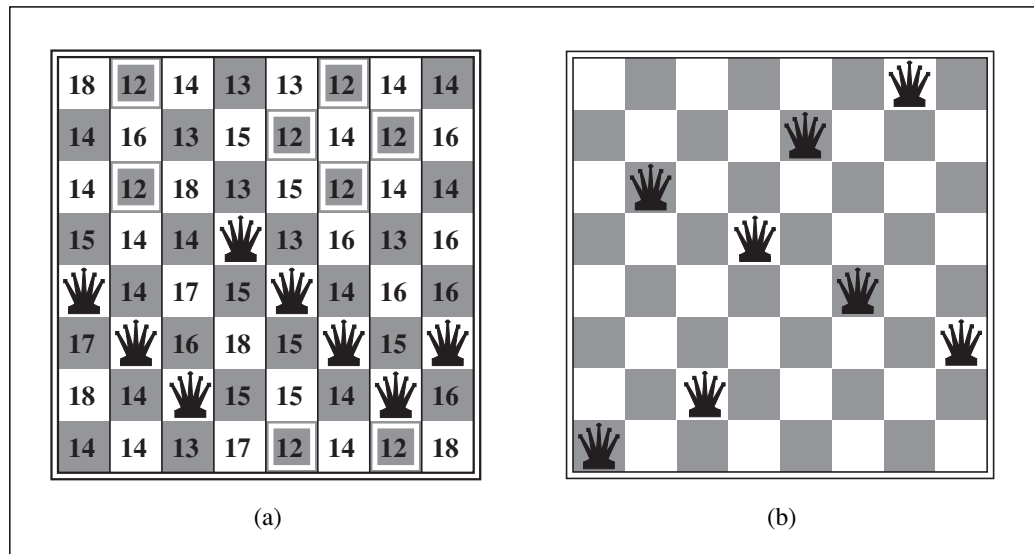 18 12 14 13 13 12 14 14
14 16 13 15 12 14 12 16
14 12 18 13 15 12 14 14
15 14 14 13 16 13 16
14 17 15 14 16 16
17 16 18 15 15
18 14 15 15 14 16
14 14 13 17 12 14 12 18
(a) (b)